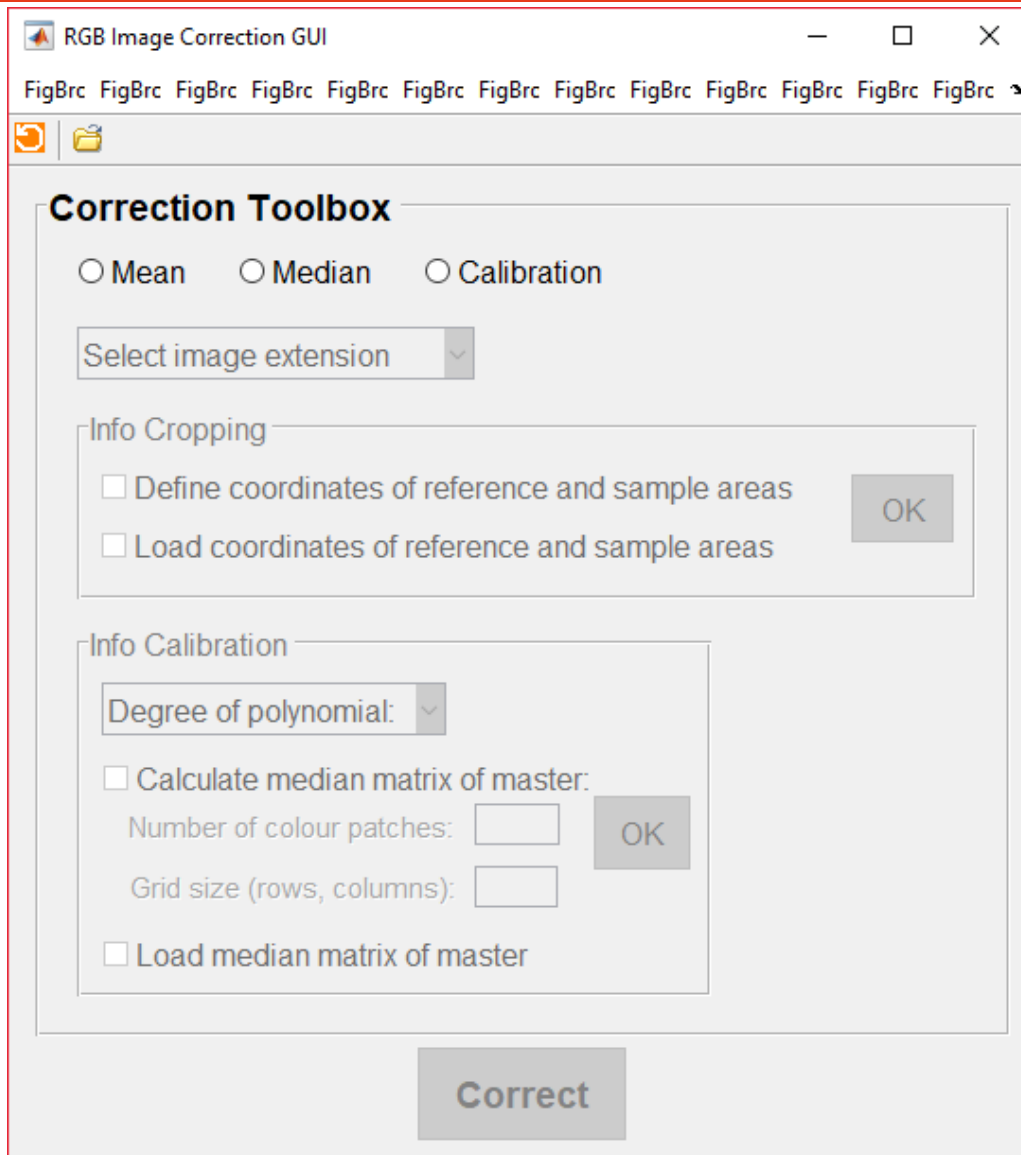 RGB Image Correction GUI
FigBrc FigBrc FigBrc FigBrc FigBrc FigBrc FigBrc FigBrc FigBrc FigBrc FigBrc FigBrc FigBrc
Correction Toolbox
Mean Median Calibration
Select image extension
Info Cropping
Define coordinates of reference and sample areas
OK
Load coordinates of reference and sample areas
Info Calibration
Degree of polynomial:
Calculate median matrix of master:
Number of colour patches:
OK
Grid size (rows, columns):
Load median matrix of master
Correct